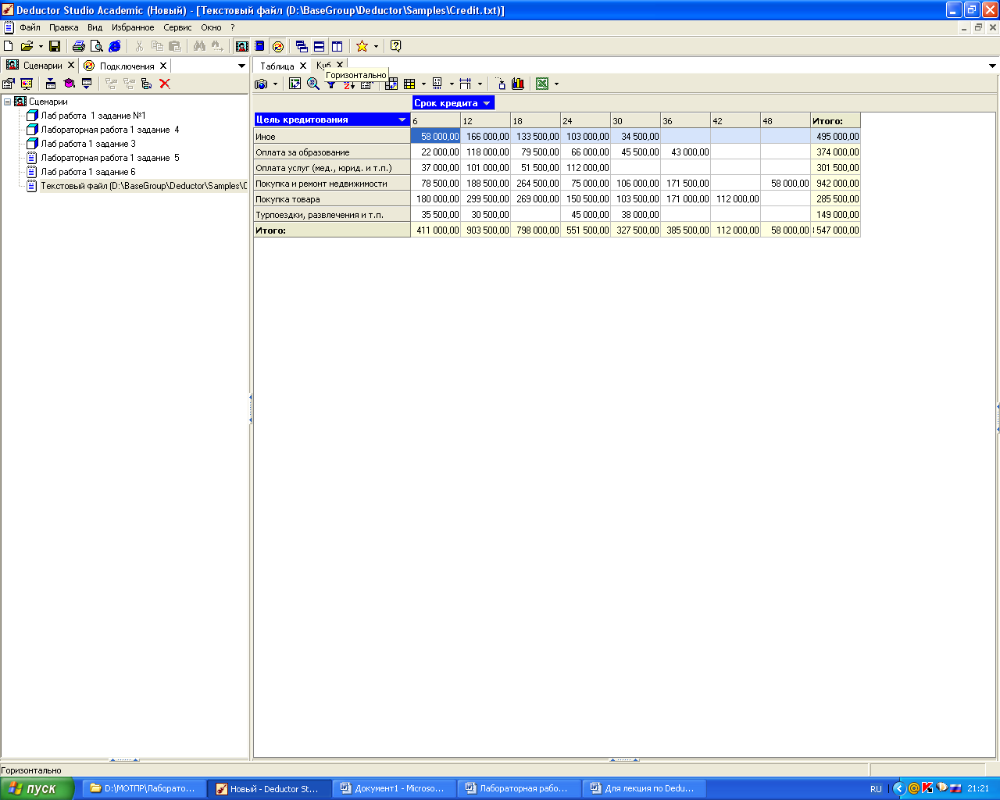 Deductor Studio Academic (Новый) - [Текстовый файл (D:\BaseGroup\Deductor\Samples\Credit.txt)]
Файл Правка Вид Избранное Сервис Окно ?
Сценарии Подключения
Таблица Куб
Горизонтально
Сценарии
Лаб работа 1 задание №1
Лабораторная работа 1 задание 4
Лаб работа 1 задание 3
Лабораторная работа 1 задание 5
Лаб работа 1 задание 6
Текстовый файл (D:\BaseGroup\Deductor\Samples\C
Срок кредита
Цель кредитования 6 12 18 24 30 36 42 48 Итого:
Иное 58 000,00 166 000,00 133 500,00 103 000,00 34 500,00 495 000,00
Оплата за образование 22 000,00 118 000,00 79 500,00 66 000,00 45 500,00 43 000,00 374 000,00
Оплата услуг (мед., юрид. и т.п.) 37 000,00 101 000,00 51 500,00 112 000,00 301 500,00
Покупка и ремонт недвижимости 78 500,00 188 500,00 264 500,00 75 000,00 106 000,00 171 500,00 58 000,00 942 000,00
Покупка товара 180 000,00 299 500,00 269 000,00 150 500,00 103 500,00 171 000,00 112 000,00 285 500,00
Турпоездки, развлечения и т.п. 35 500,00 30 500,00 45 000,00 38 000,00 149 000,00
Итого: 411 000,00 903 500,00 798 000,00 551 500,00 327 500,00 385 500,00 112 000,00 58 000,00 547 000,00
Горизонтально
пуск D:\МОТПР\Лаборато... Новый - Deductor St... Документ1 - Microso... Лабораторная рабо... Для лекция по Dedu... RU 21:21